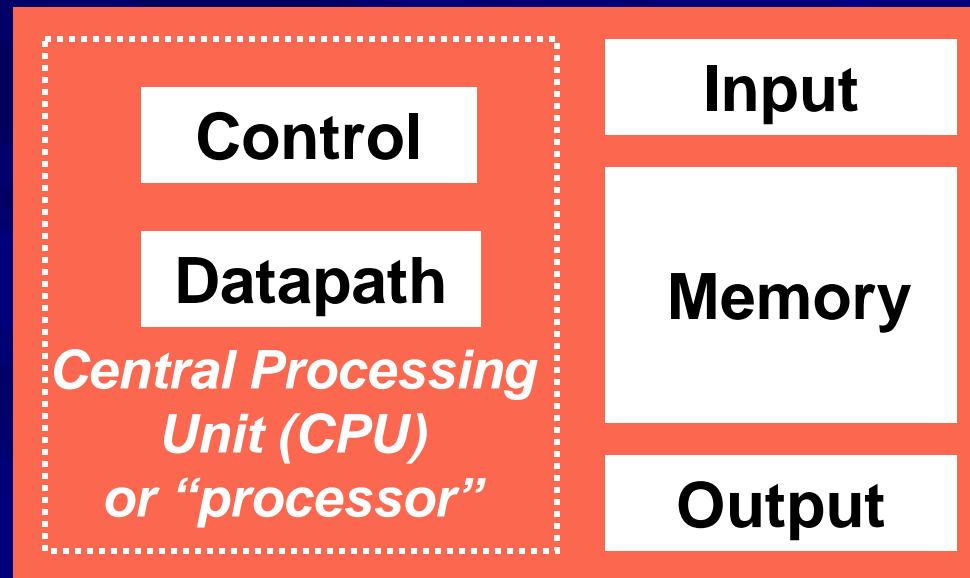 Control
Datapath
Central Processing
Unit (CPU)
or “processor”
Input
Memory
Output